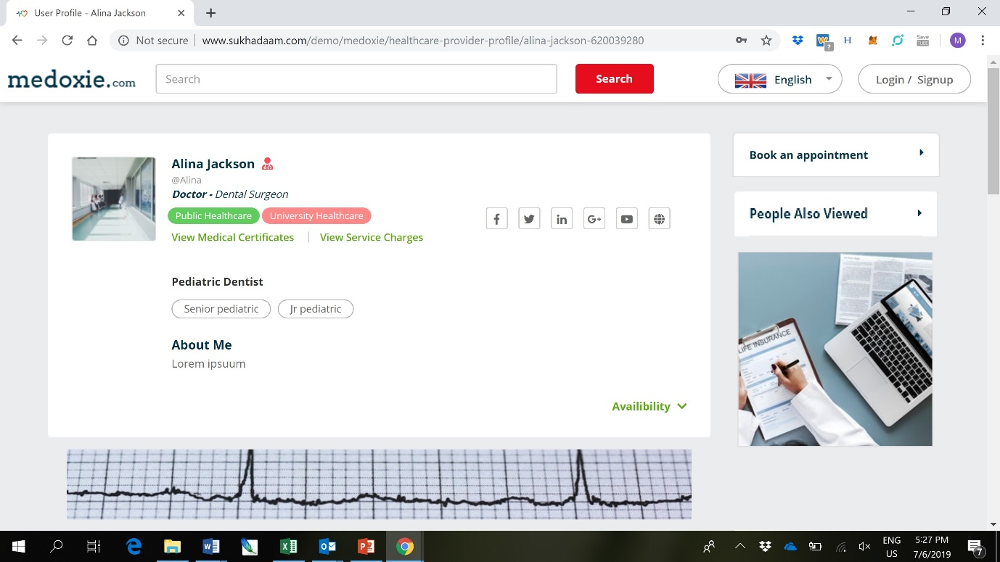 User Profile - Alina Jackson
Not secure | www.sukhadaam.com/demo/medoxie/healthcare-provider-profile/alina-jackson-620039280
W
?
H
Save
TUBE
M
medoxie.com
Search
Search
English
Login / Signup
Alina Jackson
@Alina
Doctor - Dental Surgeon
Public Healthcare
University Healthcare
View Medical Certificates | View Service Charges
f
in
G+
Pediatric Dentist
Senior pediatric
Jr pediatric
About Me
Lorem ipsuum
Availibility
Book an appointment
People Also Viewed
LIFE INSURANCE
ENG
US
5:27 PM
7/6/2019
7